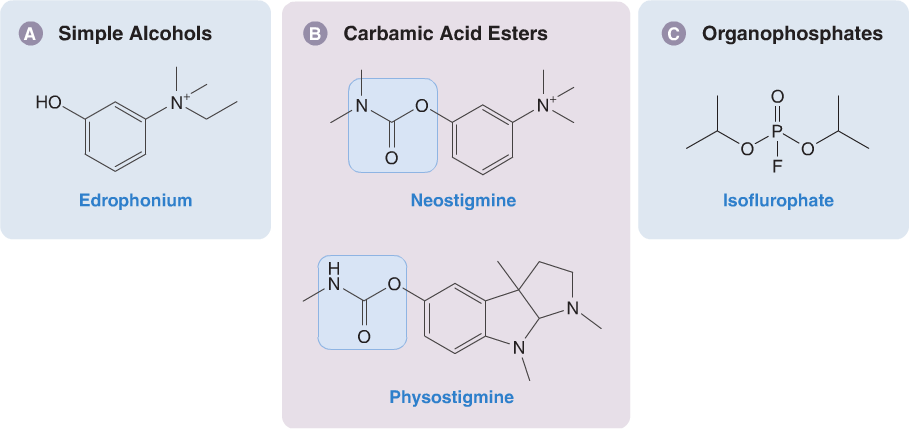 A Simple Alcohols
HO
N+
Edrophonium
B Carbamic Acid Esters
N
O
N+
O
Neostigmine
H
N
O
O
N
N
Physostigmine
C Organophosphates
O
P
O
O
F
Isoflurophate